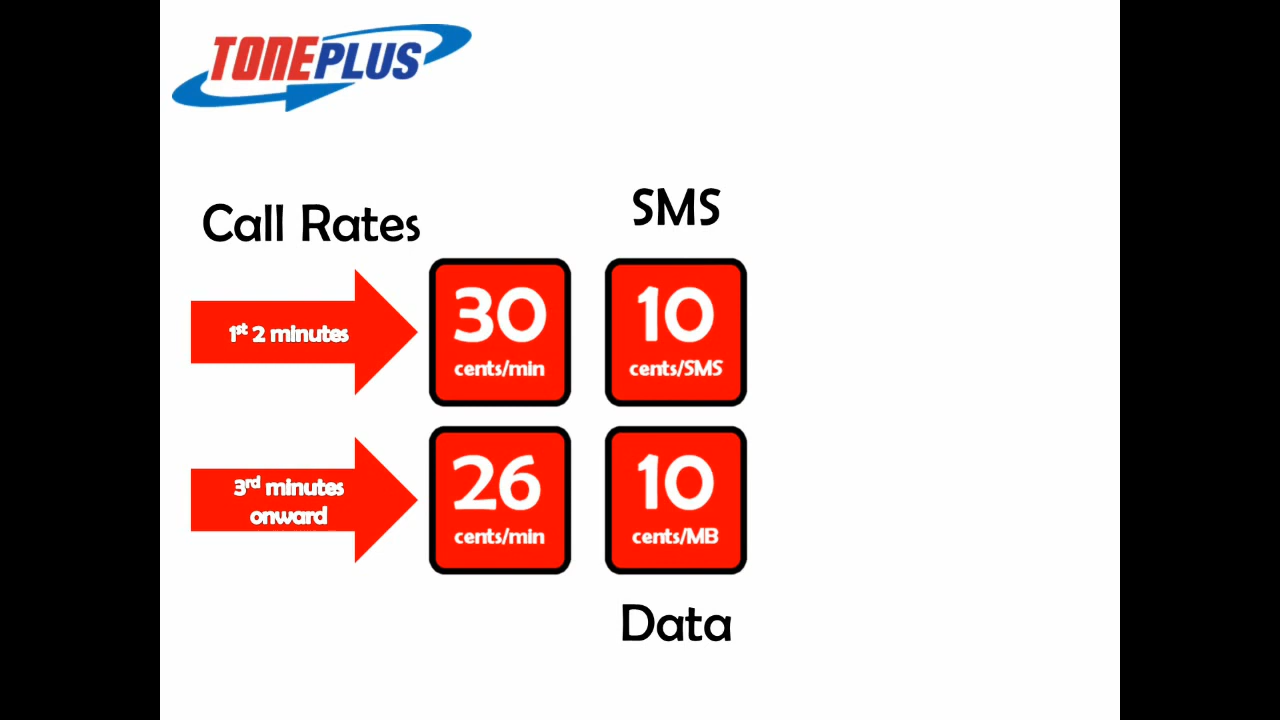 TONEPLUS
Call Rates
SMS
1st 2 minutes
30
cents/min
10
cents/SMS
3rd minutes
onward
26
cents/min
10
cents/MB
Data